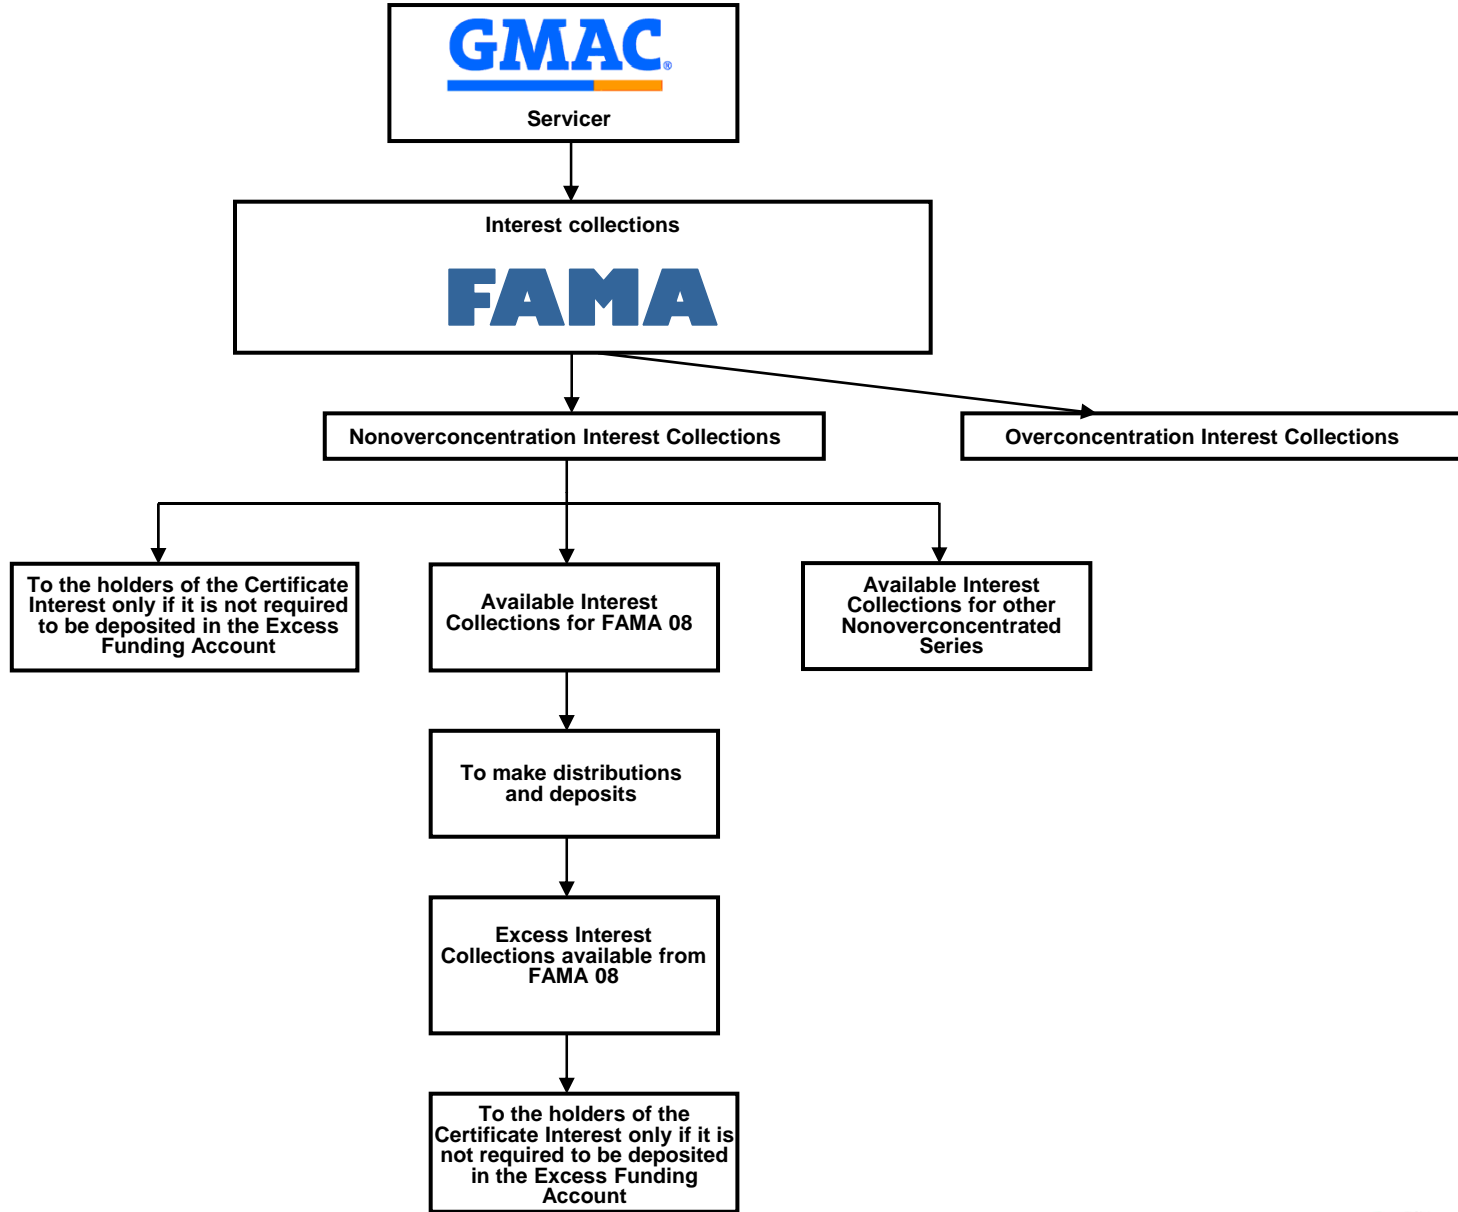 GMAC®
Servicer
Interest collections
FAMA
Nonoverconcentration Interest Collections
Overconcentration Interest Collections
To the holders of the Certificate
Interest only if it is not required
to be deposited in the Excess
Funding Account
Available Interest
Collections for FAMA 08
Available Interest
Collections for other
Nonoverconcentrated
Series
To make distributions
and deposits
Excess Interest
Collections available from
FAMA 08
To the holders of the
Certificate Interest only if it is
not required to be deposited
in the Excess Funding
Account